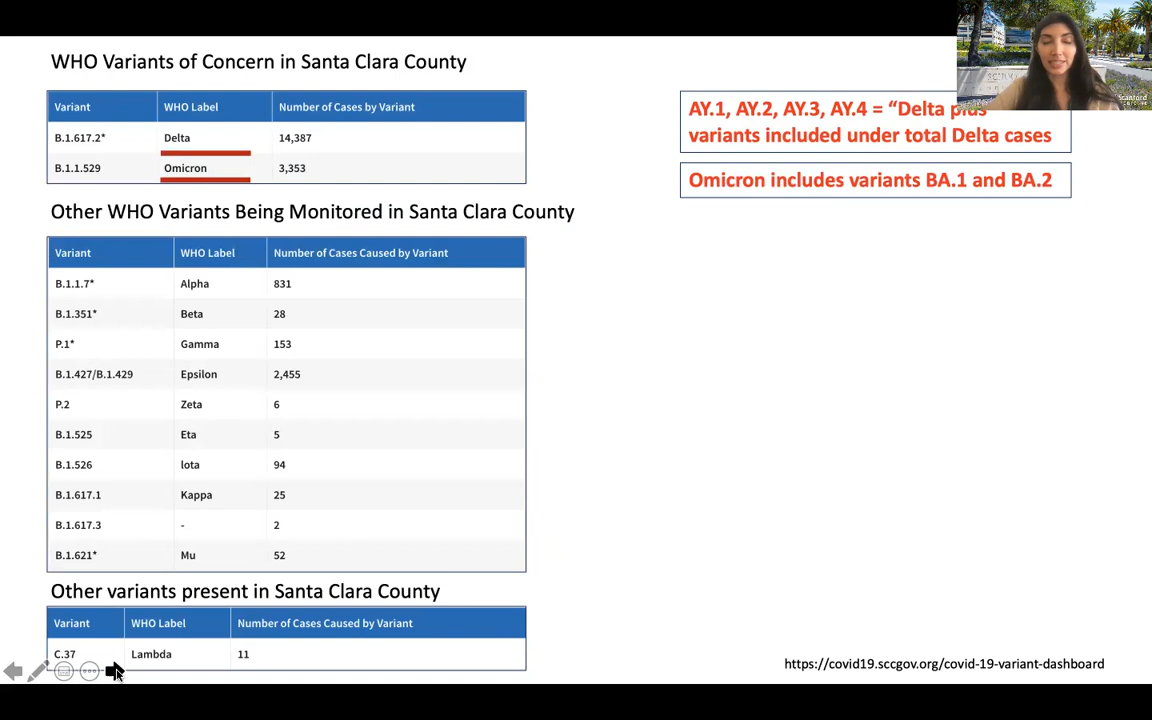 WHO Variants of Concern in Santa Clara County
Variant WHO Label Number of Cases by Variant
B.1.617.2* Delta 14,387
B.1.1.529 Omicron 3,353
AY.1, AY.2, AY.3, AY.4 = “Delta plus
variants included under total Delta cases
Omicron includes variants BA.1 and BA.2
Other WHO Variants Being Monitored in Santa Clara County
Variant WHO Label Number of Cases Caused by Variant
B.1.1.7* Alpha 831
B.1.351* Beta 28
P.1* Gamma 153
B.1.427/B.1.429 Epsilon 2,455
P.2 Zeta 6
B.1.525 Eta 5
B.1.526 Iota 94
B.1.617.1 Kappa 25
B.1.617.3 - 2
B.1.621* Mu 52
Other variants present in Santa Clara County
Variant WHO Label Number of Cases Caused by Variant
C.37 Lambda 11
https://covid19.sccgov.org/covid-19-variant-dashboard